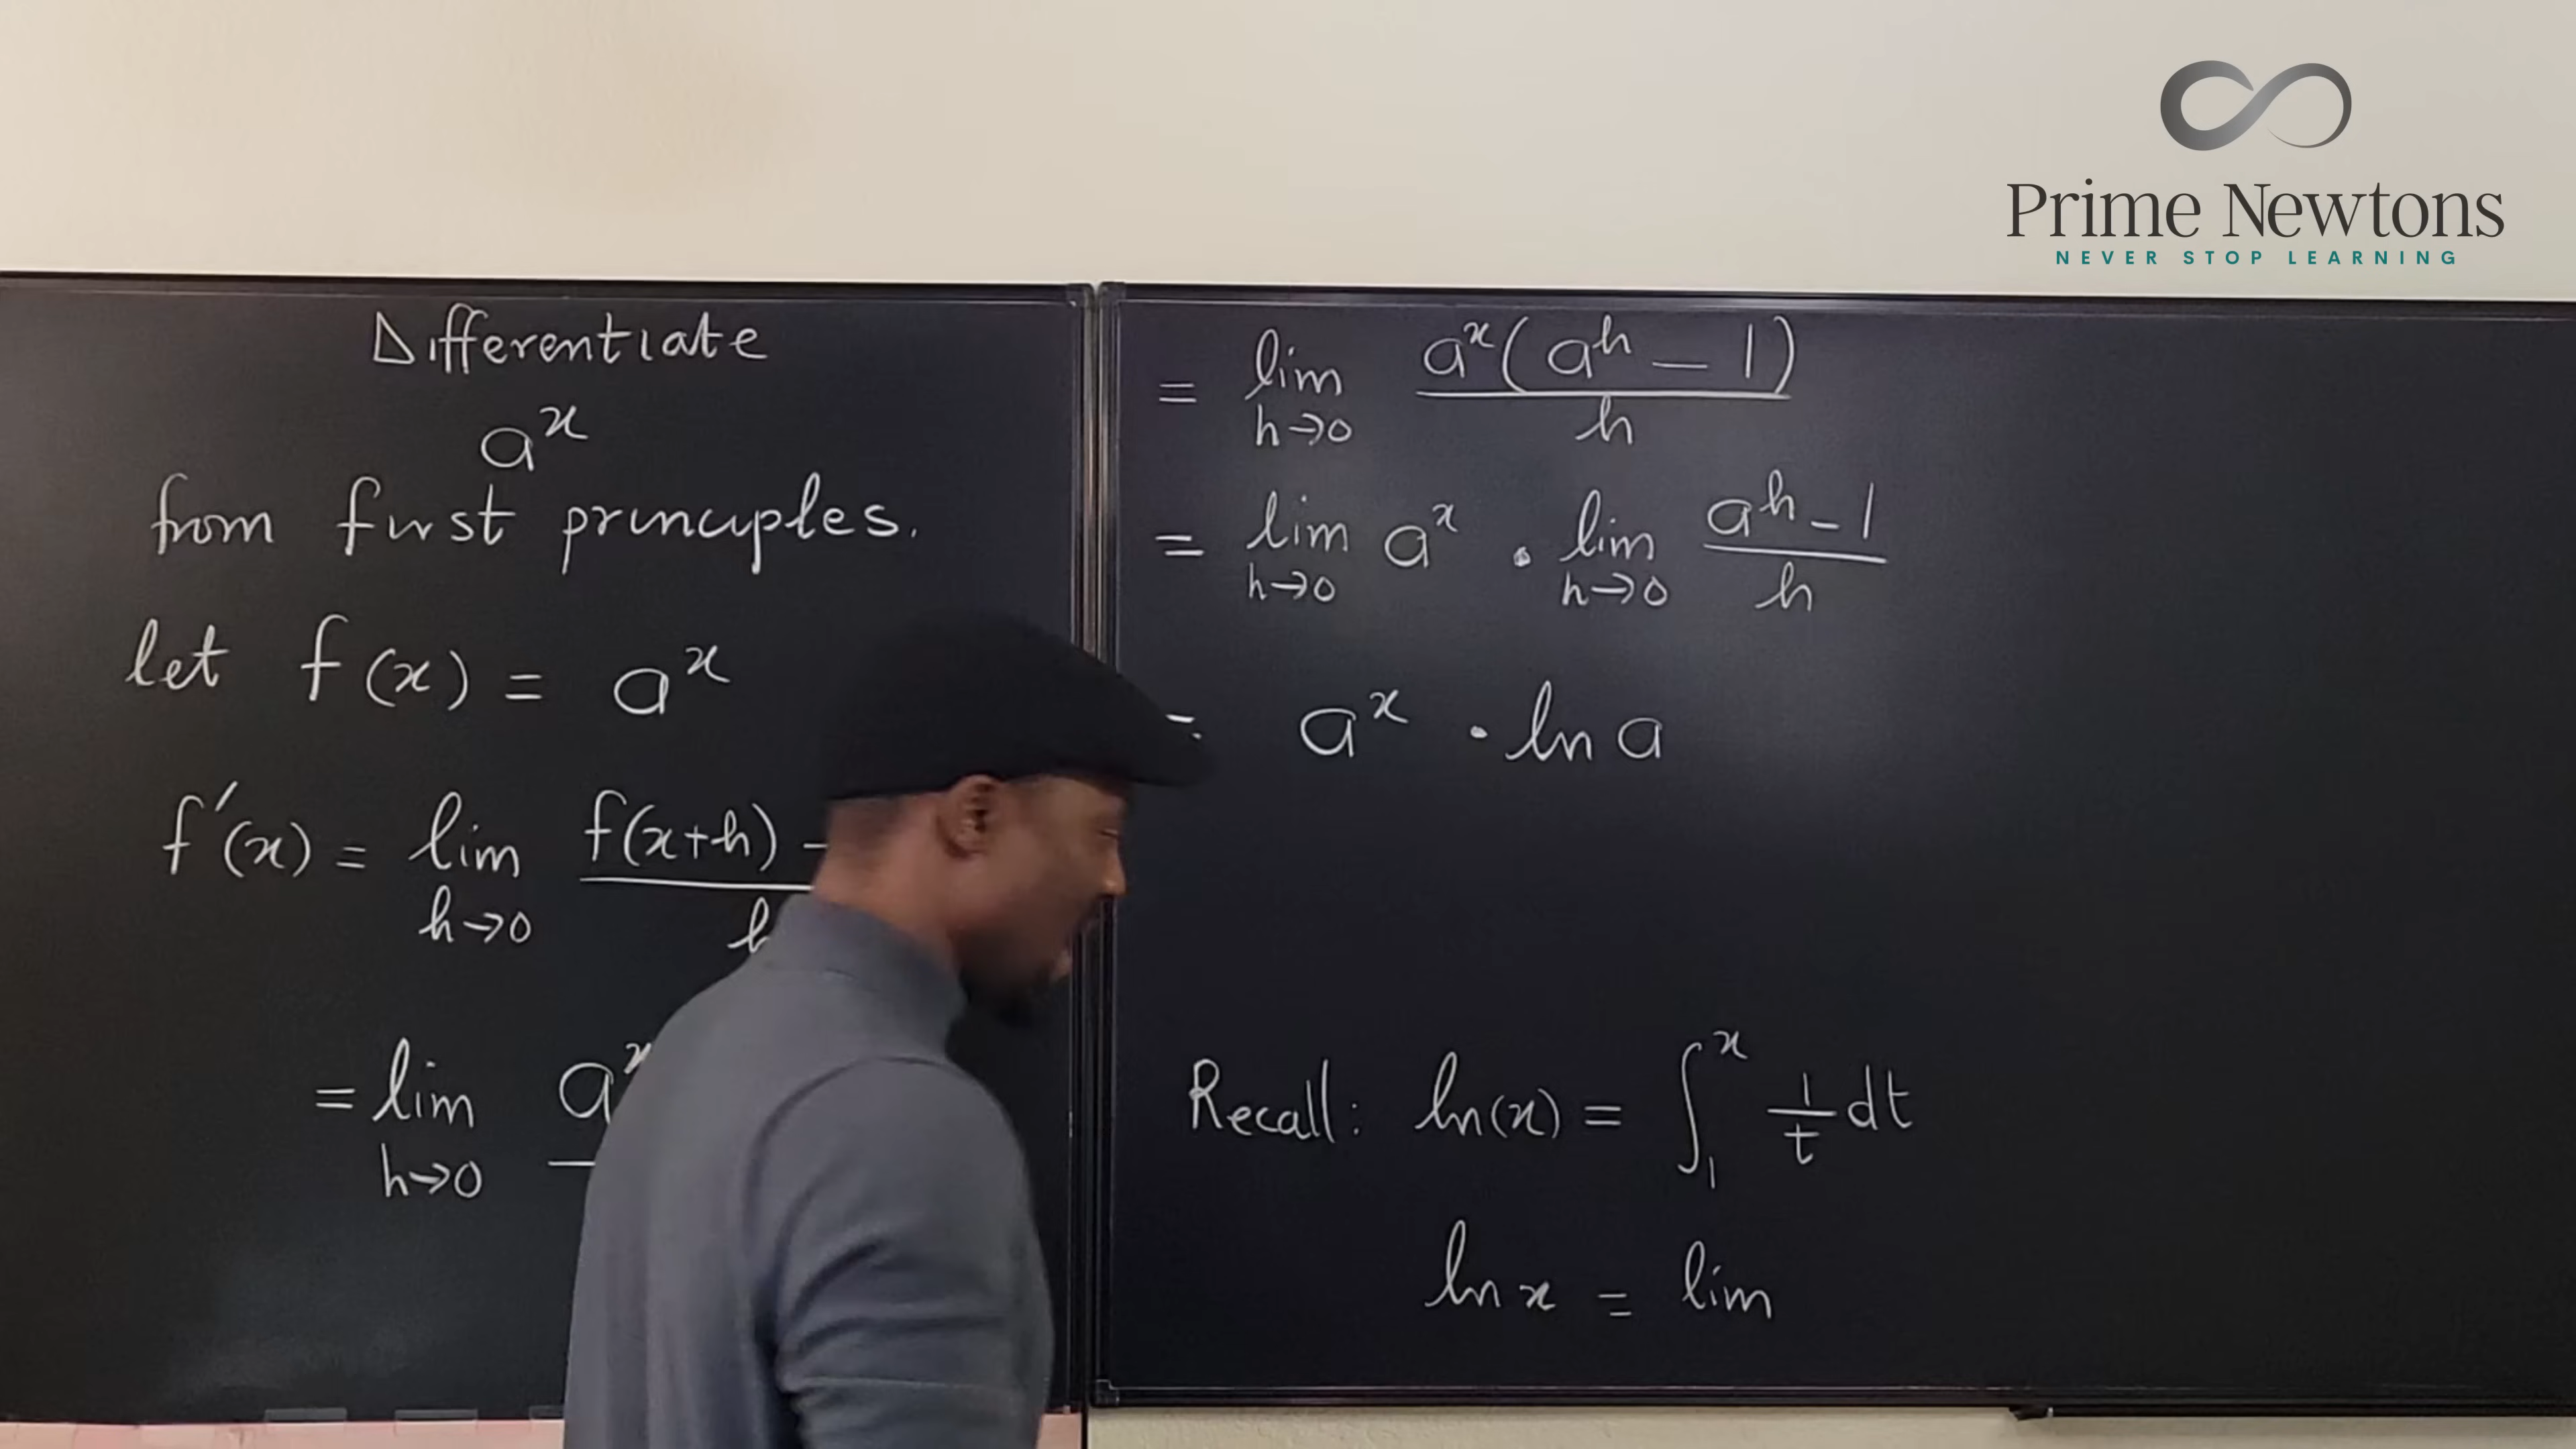 Prime Newtons
NEVER STOP LEARNING
Differentiate
a^x
from first principles.
let f(x) = a^x
f'(x) = lim h→0 f(x+h) -
= lim h→0 a^x
= lim h→0 a^x(a^h - 1) / h
= lim h→0 a^x · lim h→0 (a^h - 1) / h
= a^x · ln a
Recall: ln(x) = ∫_1^x 1/t dt
ln x = lim